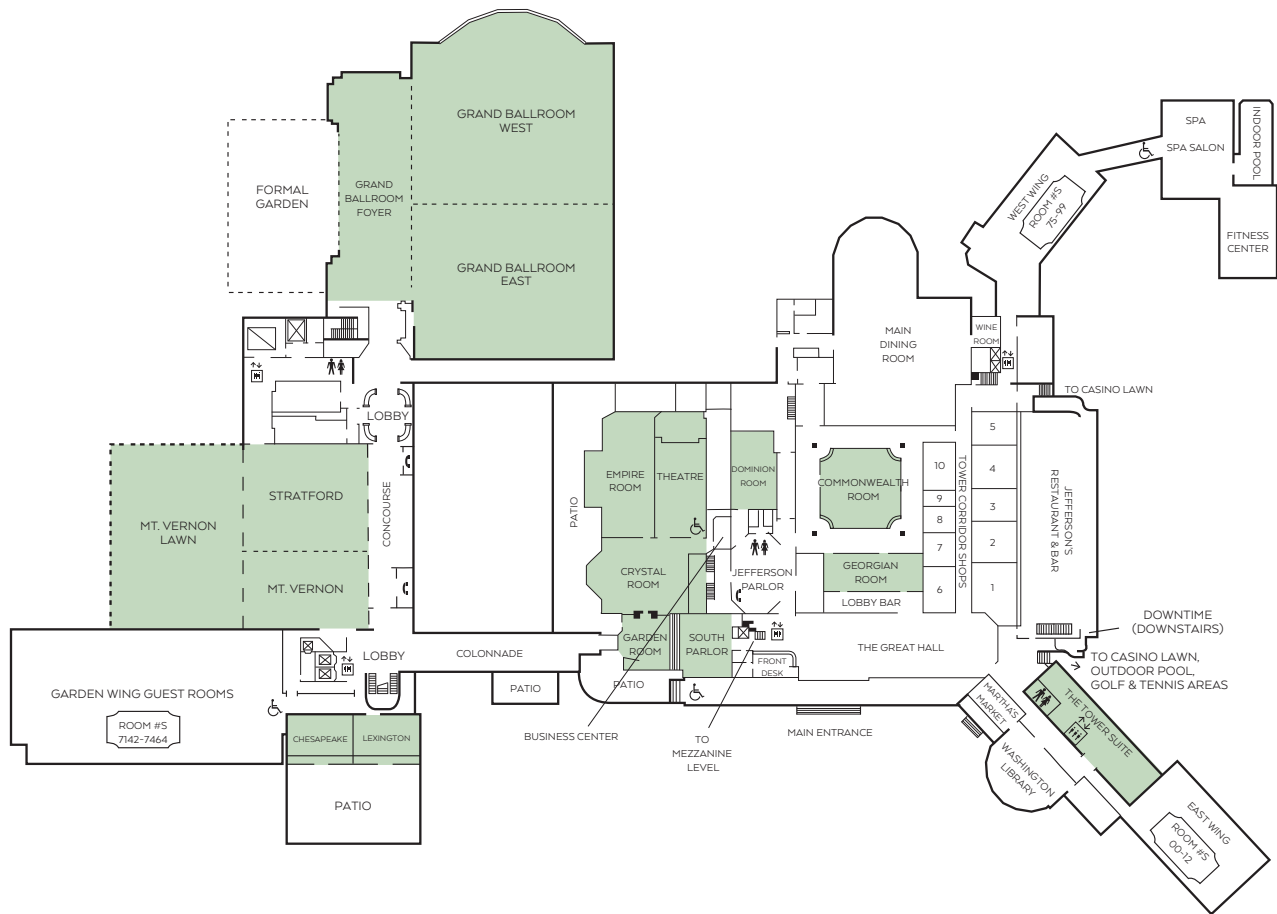 GRAND BALLROOM
WEST
GRAND
BALLROOM
FOYER
FORMAL
GARDEN
GRAND BALLROOM
EAST
SPA
SPA SALON
INDOOR POOL
FITNESS
CENTER
WEST WING
ROOM #S
75-99
MAIN
DINING
ROOM
WINE
ROOM
TO CASINO LAWN
LOBBY
EMPIRE
ROOM
THEATRE
DOMINION
ROOM
COMMONWEALTH
ROOM
10
9
8
7
6
TOWER CORRIDOR SHOPS
5
4
3
2
1
JEFFERSON'S
RESTAURANT & BAR
STRATFORD
MT. VERNON
LAWN
MT. VERNON
CONCOURSE
PATIO
CRYSTAL
ROOM
JEFFERSON
PARLOR
GEORGIAN
ROOM
LOBBY BAR
DOWNTIME
(DOWNSTAIRS)
LOBBY
COLONNADE
GARDEN
ROOM
SOUTH
PARLOR
THE GREAT HALL
FRONT
DESK
TO CASINO LAWN,
OUTDOOR POOL,
GOLF & TENNIS AREAS
GARDEN WING GUEST ROOMS
ROOM #S
7142-7464
PATIO
PATIO
BUSINESS CENTER
TO
MEZZANINE
LEVEL
MAIN ENTRANCE
MARTHA'S
MARKET
THE TOWER SUITE
WASHINGTON
LIBRARY
CHESAPEAKE
LEXINGTON
PATIO
EAST WING
ROOM #S
00-12